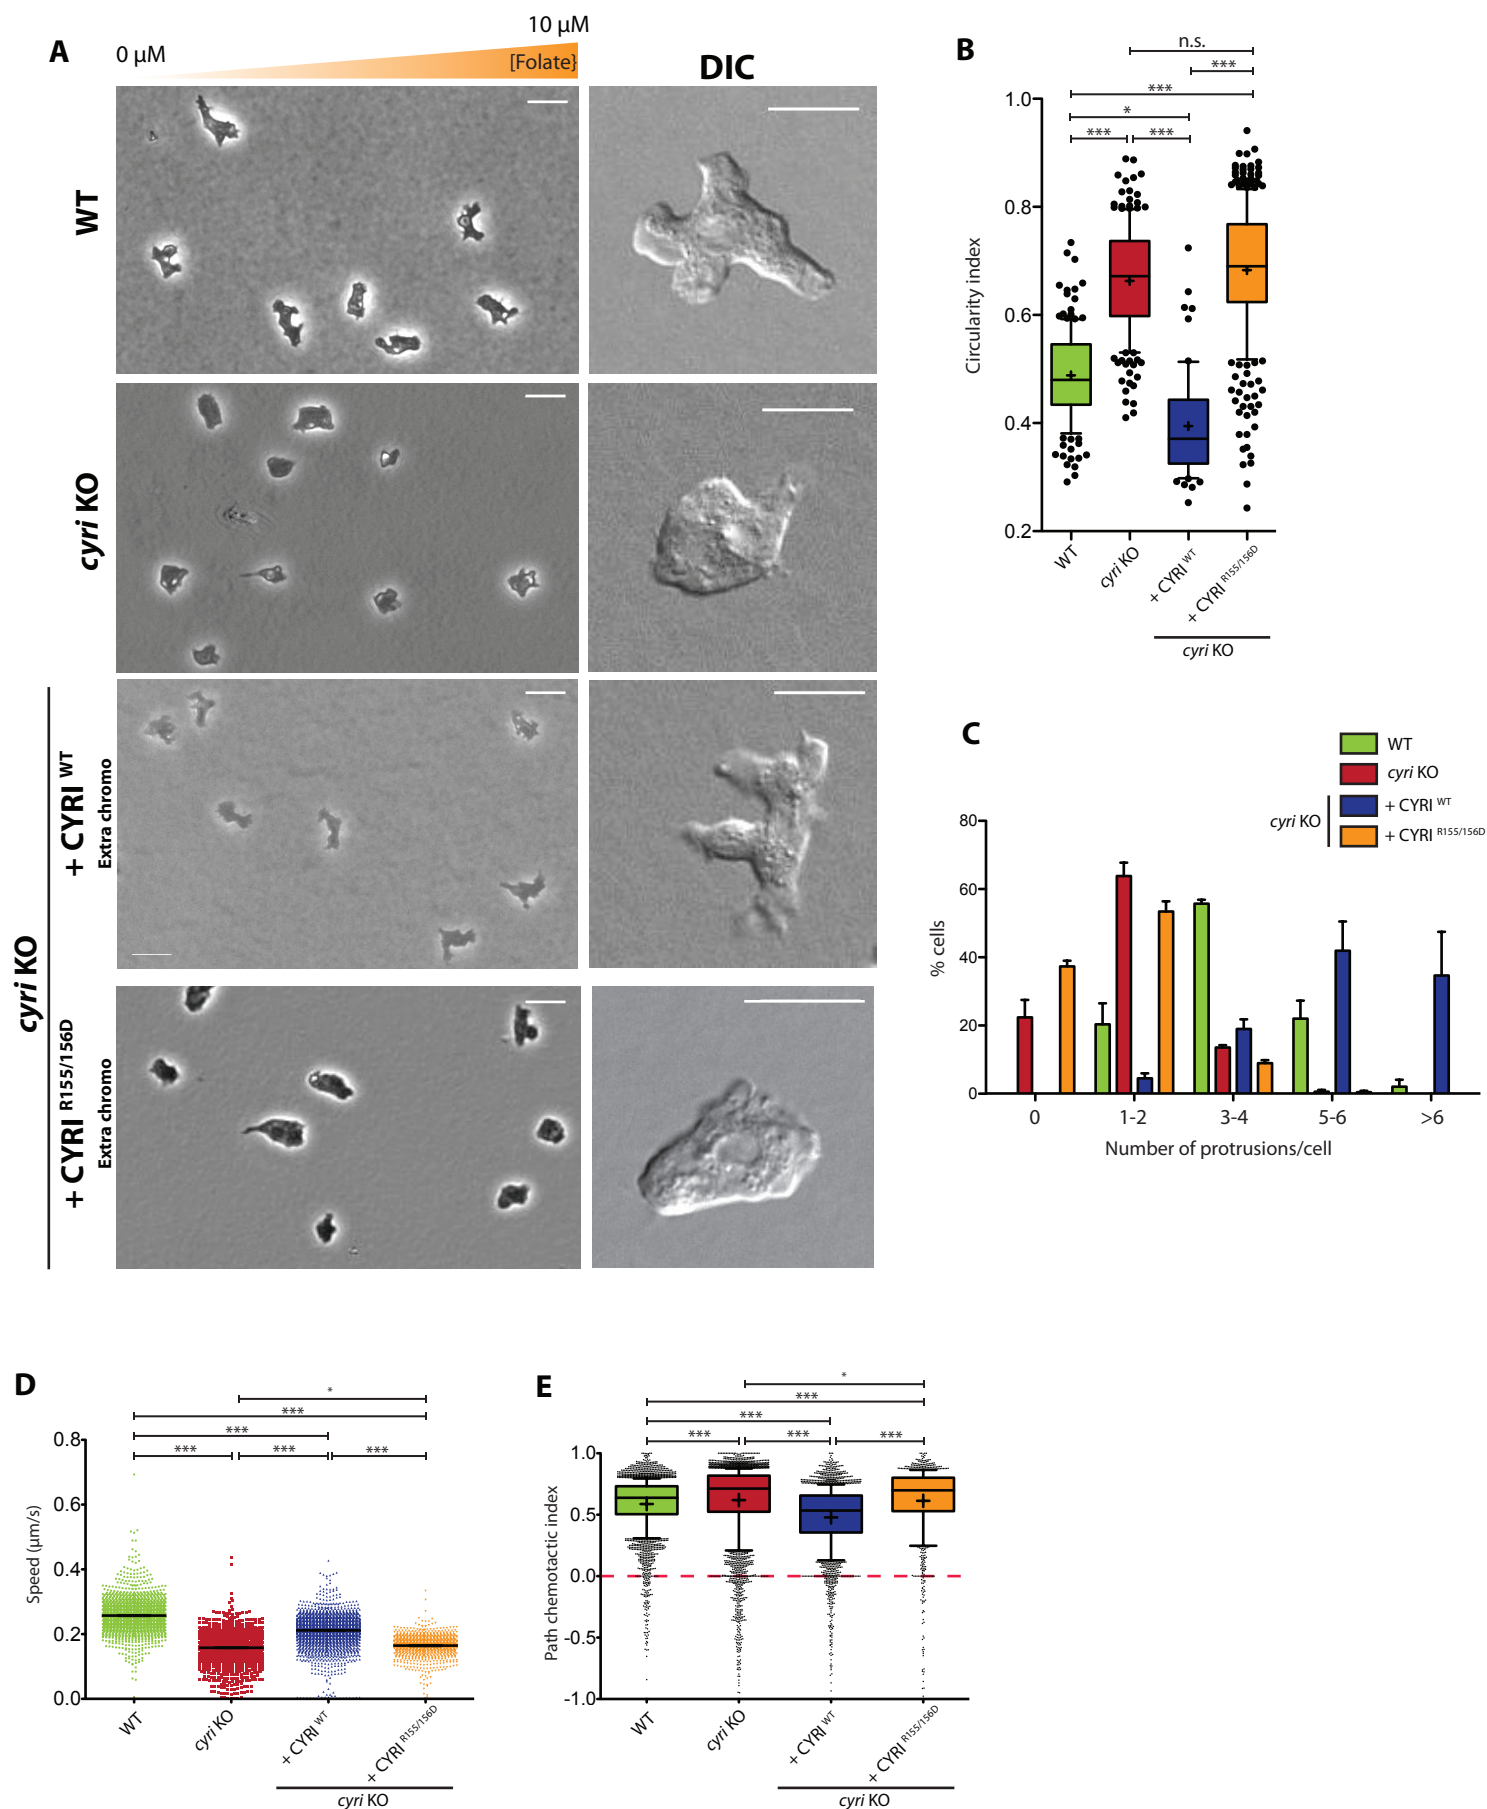 A
0 µM
10 µM
[Folate}
DIC
WT
cyri KO
cyri KO
+ CYRI WT
Extra chromo
+ CYRI R155/156D
Extra chromo
B
n.s.
***
***
*
*** ***
Circularity index
1.0
0.8
0.6
0.4
0.2
WT
cyri KO
+ CYRI WT
+ CYRI R155/156D
cyri KO
C
WT
cyri KO
cyri KO
+ CYRI WT
+ CYRI R155/156D
% cells
80
60
40
20
0
0 1-2 3-4 5-6 >6
Number of protrusions/cell
D
*
***
***
*** *** ***
Speed (µm/s)
0.8
0.6
0.4
0.2
0.0
WT
cyri KO
+ CYRI WT
+ CYRI R155/156D
cyri KO
E
*
***
***
*** *** ***
Path chemotactic index
1.0
0.5
0.0
-0.5
-1.0
WT
cyri KO
+ CYRI WT
+ CYRI R155/156D
cyri KO